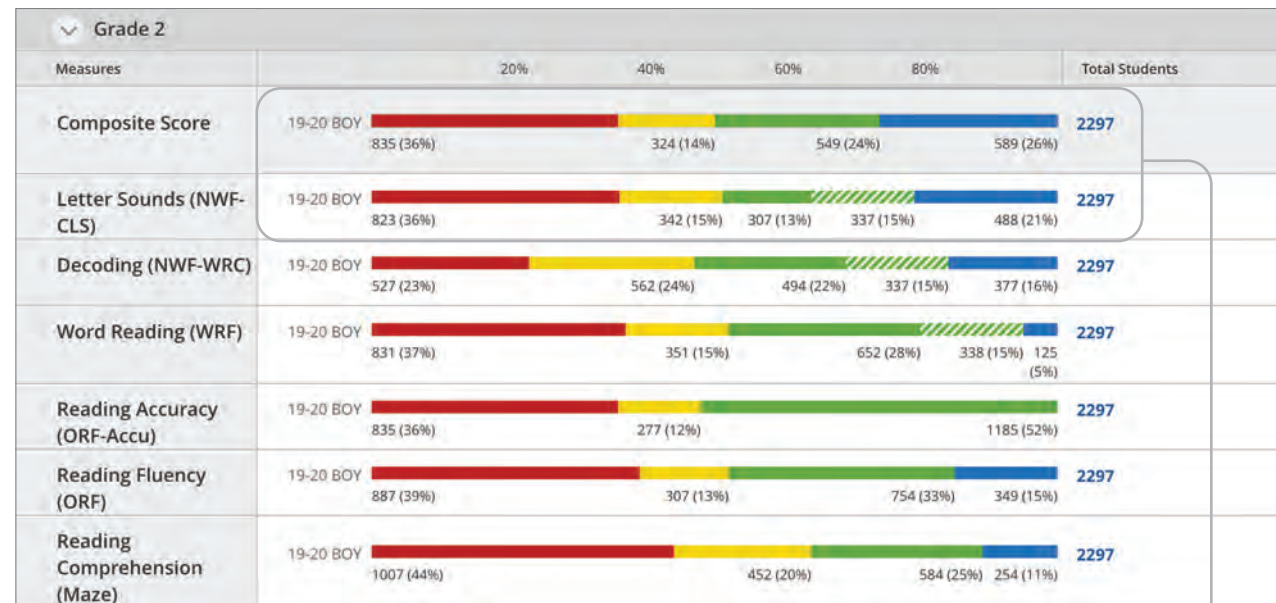 Grade 2
Measures 20% 40% 60% 80% Total Students
Composite Score 19-20 BOY 2297
835 (36%) 324 (14%) 549 (24%) 589 (26%)
Letter Sounds (NWF- 19-20 BOY 2297
CLS) 823 (36%) 342 (15%) 307 (13%) 337 (15%) 488 (21%)
Decoding (NWF-WRC) 19-20 BOY 2297
527 (23%) 562 (24%) 494 (22%) 337 (15%) 377 (16%)
Word Reading (WRF) 19-20 BOY 2297
831 (37%) 351 (15%) 652 (28%) 338 (15%) 125
(5%)
Reading Accuracy 19-20 BOY 2297
(ORF-Accu) 835 (36%) 277 (12%) 1185 (52%)
Reading Fluency 19-20 BOY 2297
(ORF) 887 (39%) 307 (13%) 754 (33%) 349 (15%)
Reading
Comprehension 19-20 BOY 2297
(Maze) 1007 (44%) 452 (20%) 584 (25%) 254 (11%)